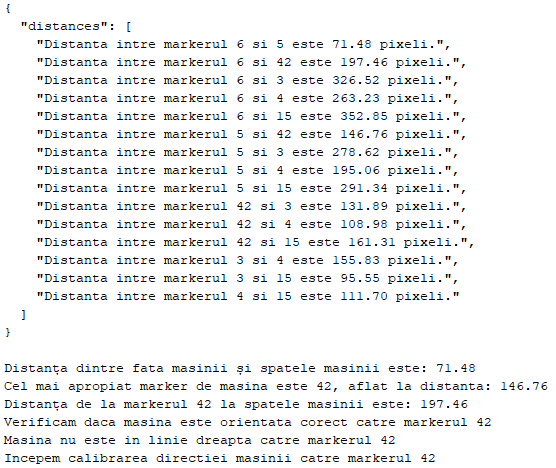 {
"distances": [
"Distanta intre markerul 6 si 5 este 71.48 pixeli.",
"Distanta intre markerul 6 si 42 este 197.46 pixeli.",
"Distanta intre markerul 6 si 3 este 326.52 pixeli.",
"Distanta intre markerul 6 si 4 este 263.23 pixeli.",
"Distanta intre markerul 6 si 15 este 352.85 pixeli.",
"Distanta intre markerul 5 si 42 este 146.76 pixeli.",
"Distanta intre markerul 5 si 3 este 278.62 pixeli.",
"Distanta intre markerul 5 si 4 este 195.06 pixeli.",
"Distanta intre markerul 5 si 15 este 291.34 pixeli.",
"Distanta intre markerul 42 si 3 este 131.89 pixeli.",
"Distanta intre markerul 42 si 4 este 108.98 pixeli.",
"Distanta intre markerul 42 si 15 este 161.31 pixeli.",
"Distanta intre markerul 3 si 4 este 155.83 pixeli.",
"Distanta intre markerul 3 si 15 este 95.55 pixeli.",
"Distanta intre markerul 4 si 15 este 111.70 pixeli."
]
}
Distanța dintre fata masinii și spatele masinii este: 71.48
Cel mai apropiat marker de masina este 42, aflat la distanta: 146.76
Distanța de la markerul 42 la spatele masinii este: 197.46
Verificam daca masina este orientata corect catre markerul 42
Masina nu este in linie dreapta catre markerul 42
Incepem calibrarea directiei masinii catre markerul 42